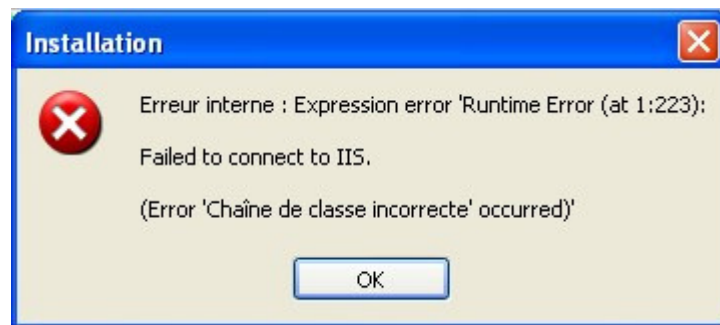 Installation
Erreur interne : Expression error 'Runtime Error (at 1:223):
Failed to connect to IIS.
(Error 'Chaîne de classe incorrecte' occurred)'
OK